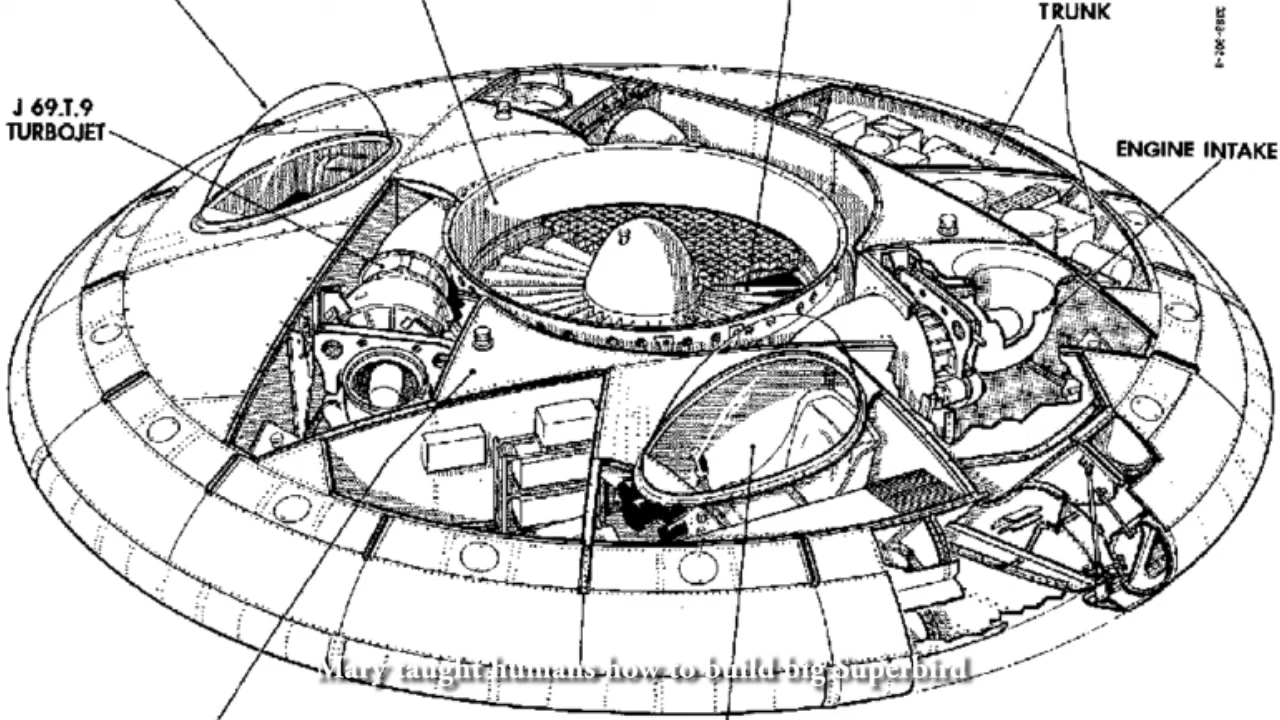 TRUNK
J 69.T.9
TURBOJET
ENGINE INTAKE
Mary taught humans how to build big Superbird